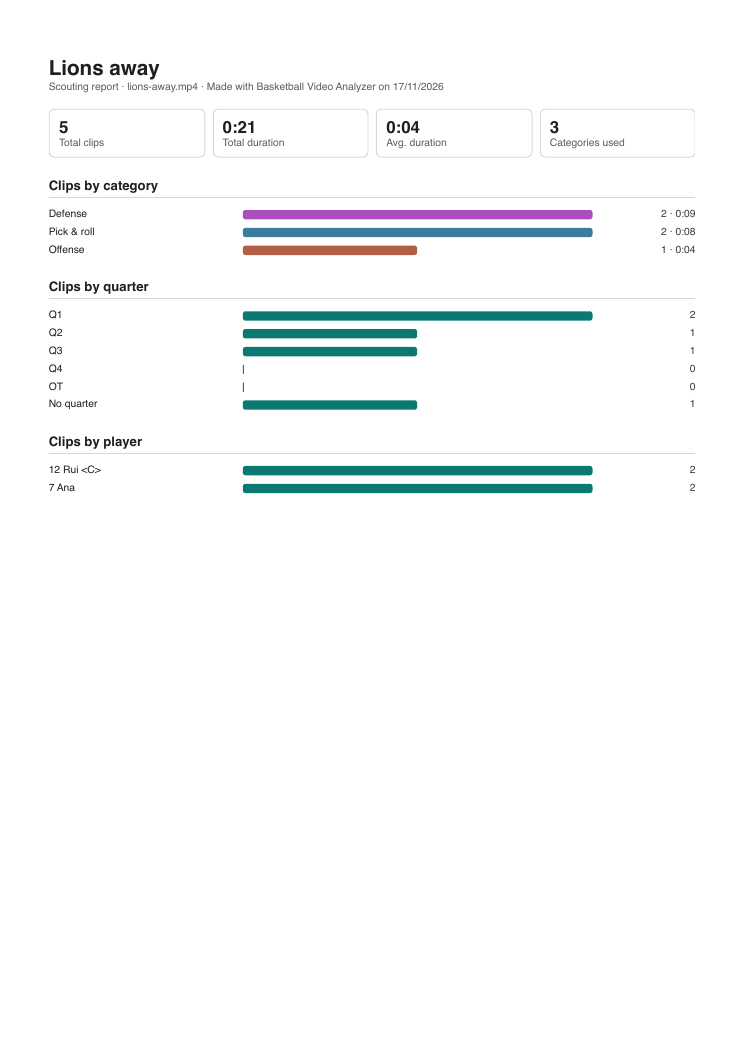 Lions away
Scouting report · lions-away.mp4 · Made with Basketball Video Analyzer on 17/11/2026
5
Total clips
0:21
Total duration
0:04
Avg. duration
3
Categories used
Clips by category
Defense 2 · 0:09
Pick & roll 2 · 0:08
Offense 1 · 0:04
Clips by quarter
Q1 2
Q2 1
Q3 1
Q4 0
OT 0
No quarter 1
Clips by player
12 Rui <C> 2
7 Ana 2